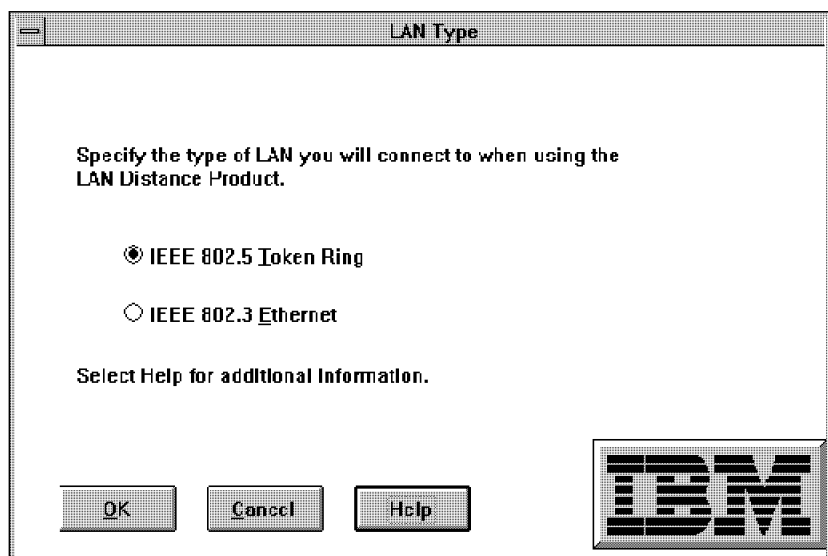 LAN Type
Specify the type of LAN you will connect to when using the
LAN Distance Product.
IEEE 802.5 Token Ring
IEEE 802.3 Ethernet
Select Help for additional information.
OK
Cancel
Help
IBM